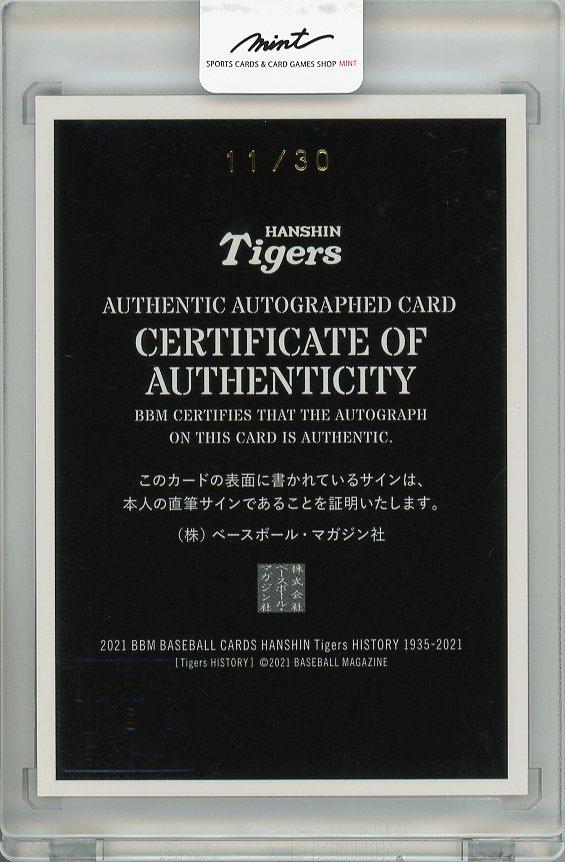 mint
SPORTS CARDS & CARD GAMES SHOP MINT
11/30
HANSHIN
Tigers
AUTHENTIC AUTOGRAPHED CARD
CERTIFICATE OF
AUTHENTICITY
BBM CERTIFIES THAT THE AUTOGRAPH
ON THIS CARD IS AUTHENTIC.
このカードの表面に書かれているサインは、
本人の直筆サインであることを証明いたします。
（株）ベースボール・マガジン社
株式会社
ベースボール・
マガジン社
2021 BBM BASEBALL CARDS HANSHIN Tigers HISTORY 1935-2021
[Tigers HISTORY] ©2021 BASEBALL MAGAZINE